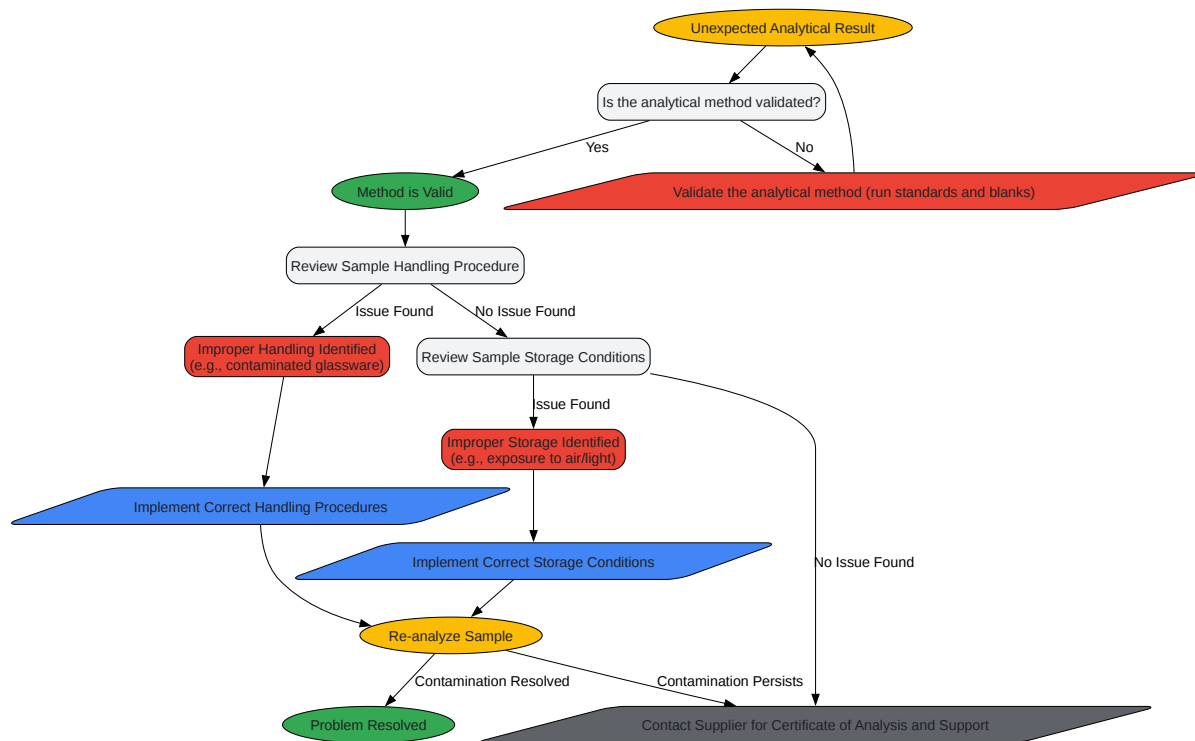 Unexpected Analytical Result
Is the analytical method validated?
Yes
No
Method is Valid
Validate the analytical method (run standards and blanks)
Review Sample Handling Procedure
Issue Found
No Issue Found
Improper Handling Identified
(e.g., contaminated glassware)
Review Sample Storage Conditions
Issue Found
Improper Storage Identified
(e.g., exposure to air/light)
Implement Correct Handling Procedures
Implement Correct Storage Conditions
No Issue Found
Re-analyze Sample
Contamination Resolved
Contamination Persists
Problem Resolved
Contact Supplier for Certificate of Analysis and Support